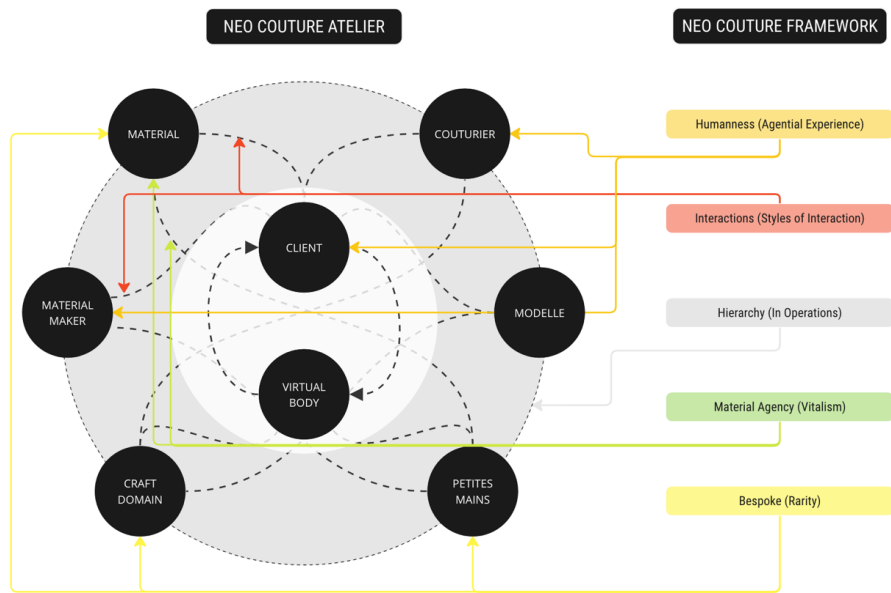 NEO COUTURE ATELIER
NEO COUTURE FRAMEWORK
MATERIAL
COUTURIER
Humanness (Agential Experience)
CLIENT
Interactions (Styles of Interaction)
MATERIAL
MAKER
MODELLE
Hierarchy (In Operations)
VIRTUAL
BODY
Material Agency (Vitalism)
CRAFT
DOMAIN
PETITES
MAINS
Bespoke (Rarity)